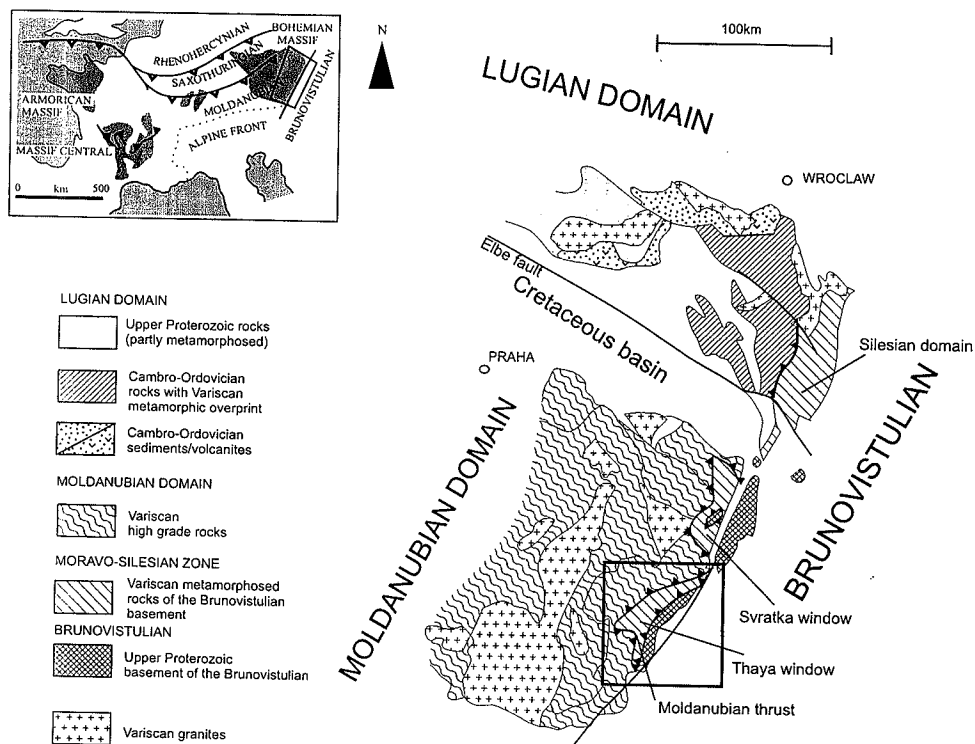 BOHEMIAN
MASSIF
RHENOHERCYNIAN
SAXOTHURINGIAN
MOLDANU
BRUNOVISTULIAN
ARMORICAN
MASSIF
ALPINE FRONT
MASSIF CENTRAL
0 km 500
N
100km
LUGIAN DOMAIN
WROCLAW
Elbe fault
Cretaceous basin
PRAHA
Silesian domain
MOLDANUBIAN DOMAIN
BRUNOVISTULIAN
Svratka window
Thaya window
Moldanubian thrust
LUGIAN DOMAIN
Upper Proterozoic rocks
(partly metamorphosed)
Cambro-Ordovician
rocks with Variscan
metamorphic overprint
Cambro-Ordovician
sediments/volcanites
MOLDANUBIAN DOMAIN
Variscan
high grade rocks
MORAVO-SILESIAN ZONE
Variscan metamorphosed
rocks of the Brunovistulian
basement
BRUNOVISTULIAN
Upper Proterozoic
basement of the Brunovistulian
Variscan granites